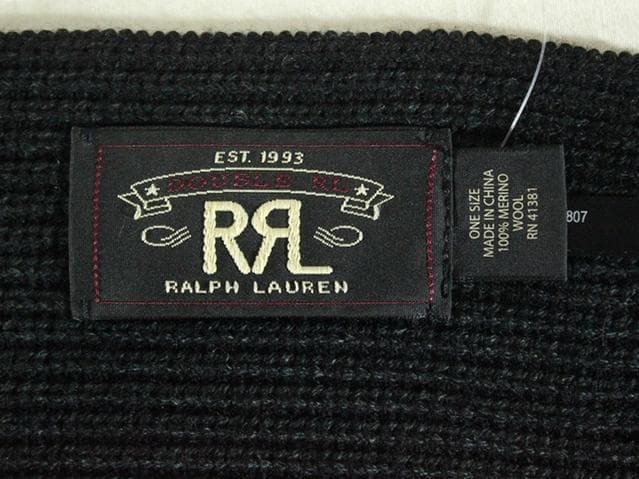 EST. 1993
DOUBLE RL
RRL
RALPH LAUREN
ONE SIZE
MADE IN CHINA
100% MERINO
WOOL
RN 41381
807